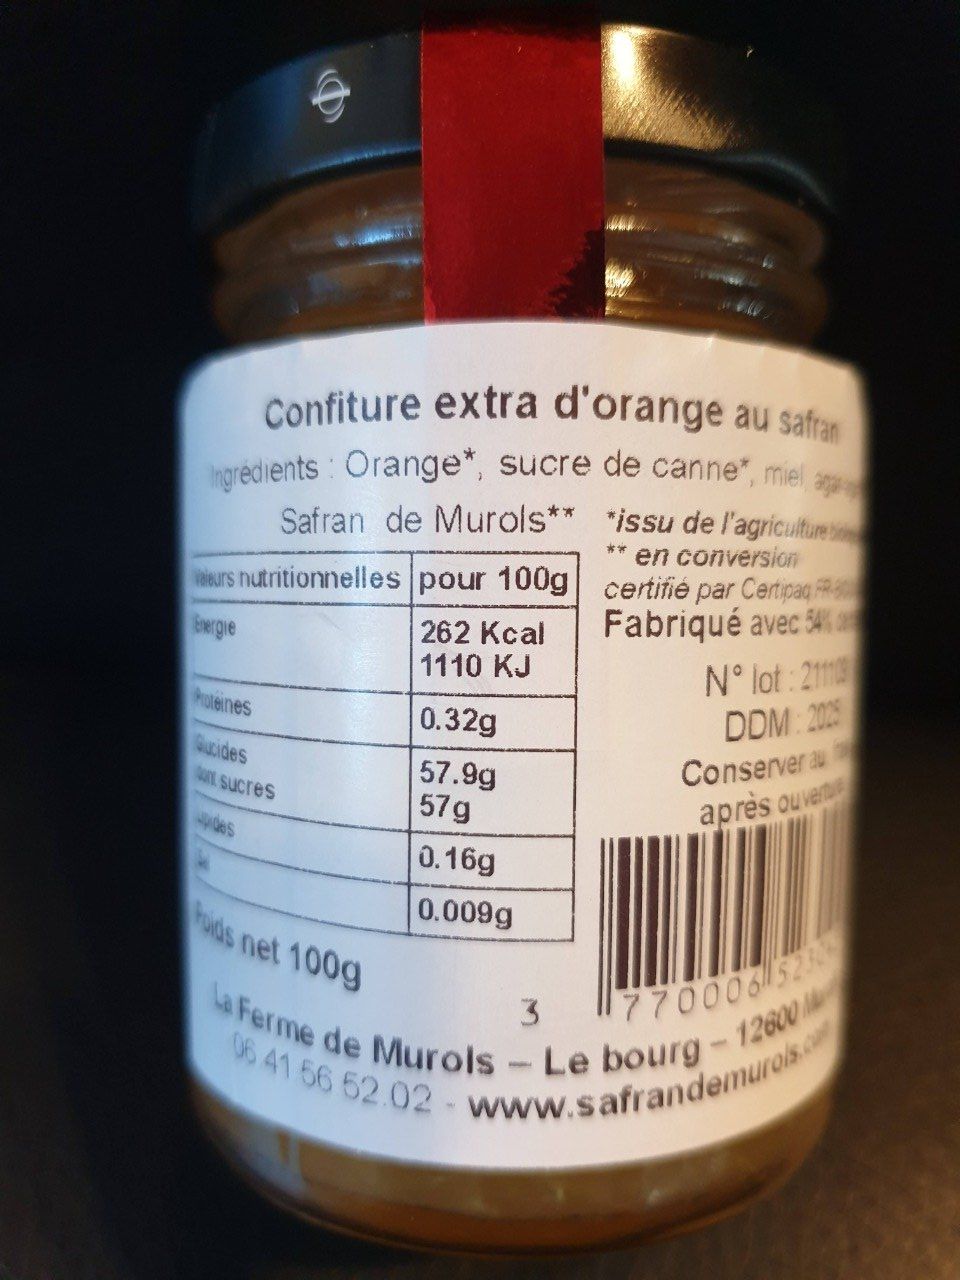 Confiture extra d'orange au safran
Ingrédients : Orange*, sucre de canne*, miel
Safran de Murols**
*issu de l'agriculture
** en conversion
certifié par Certipaq
Fabriqué avec 54%
Valeurs nutritionnelles pour 100g
Energie 262 Kcal
1110 KJ
Protéines 0.32g
Glucides 57.9g
dont sucres 57g
Lipides 0.16g
Sel 0.009g
N° lot : 211109
DDM : 2025
Conserver au
après ouverture
Poids net 100g
3 770006 523
La Ferme de Murols – Le bourg – 12600
06 41 56 52.02 - www.safrandemurols.com